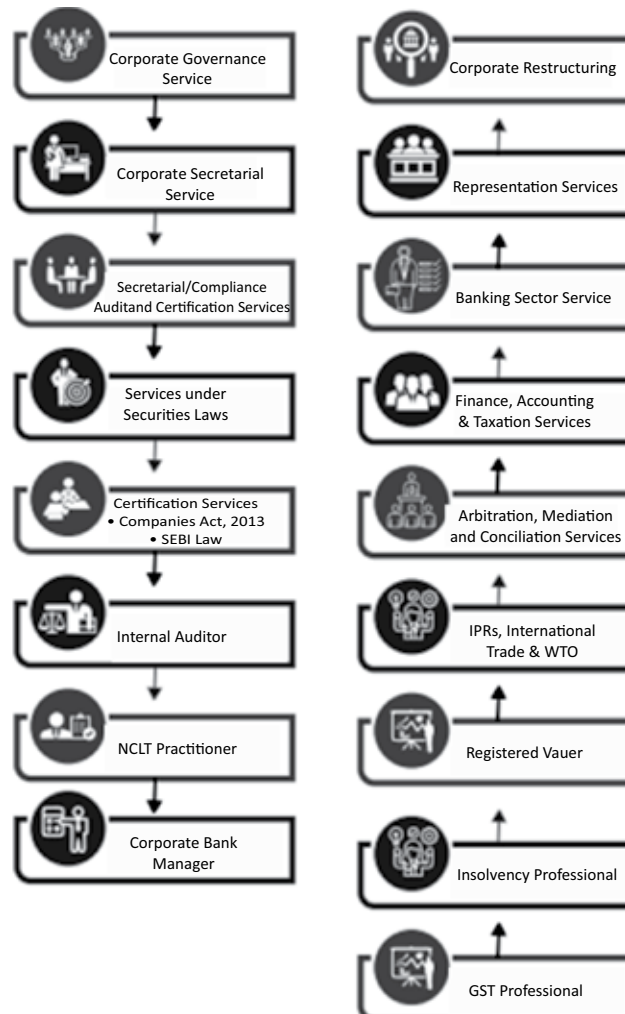 Corporate Governance
Service
Corporate Secretarial
Service
Secretarial/Compliance
Auditand Certification Services
Services under
Securities Laws
Certification Services
• Companies Act, 2013
• SEBI Law
Internal Auditor
NCLT Practitioner
Corporate Bank
Manager
Corporate Restructuring
Representation Services
Banking Sector Service
Finance, Accounting
& Taxation Services
Arbitration, Mediation
and Conciliation Services
IPRs, International
Trade & WTO
Registered Vauer
Insolvency Professional
GST Professional